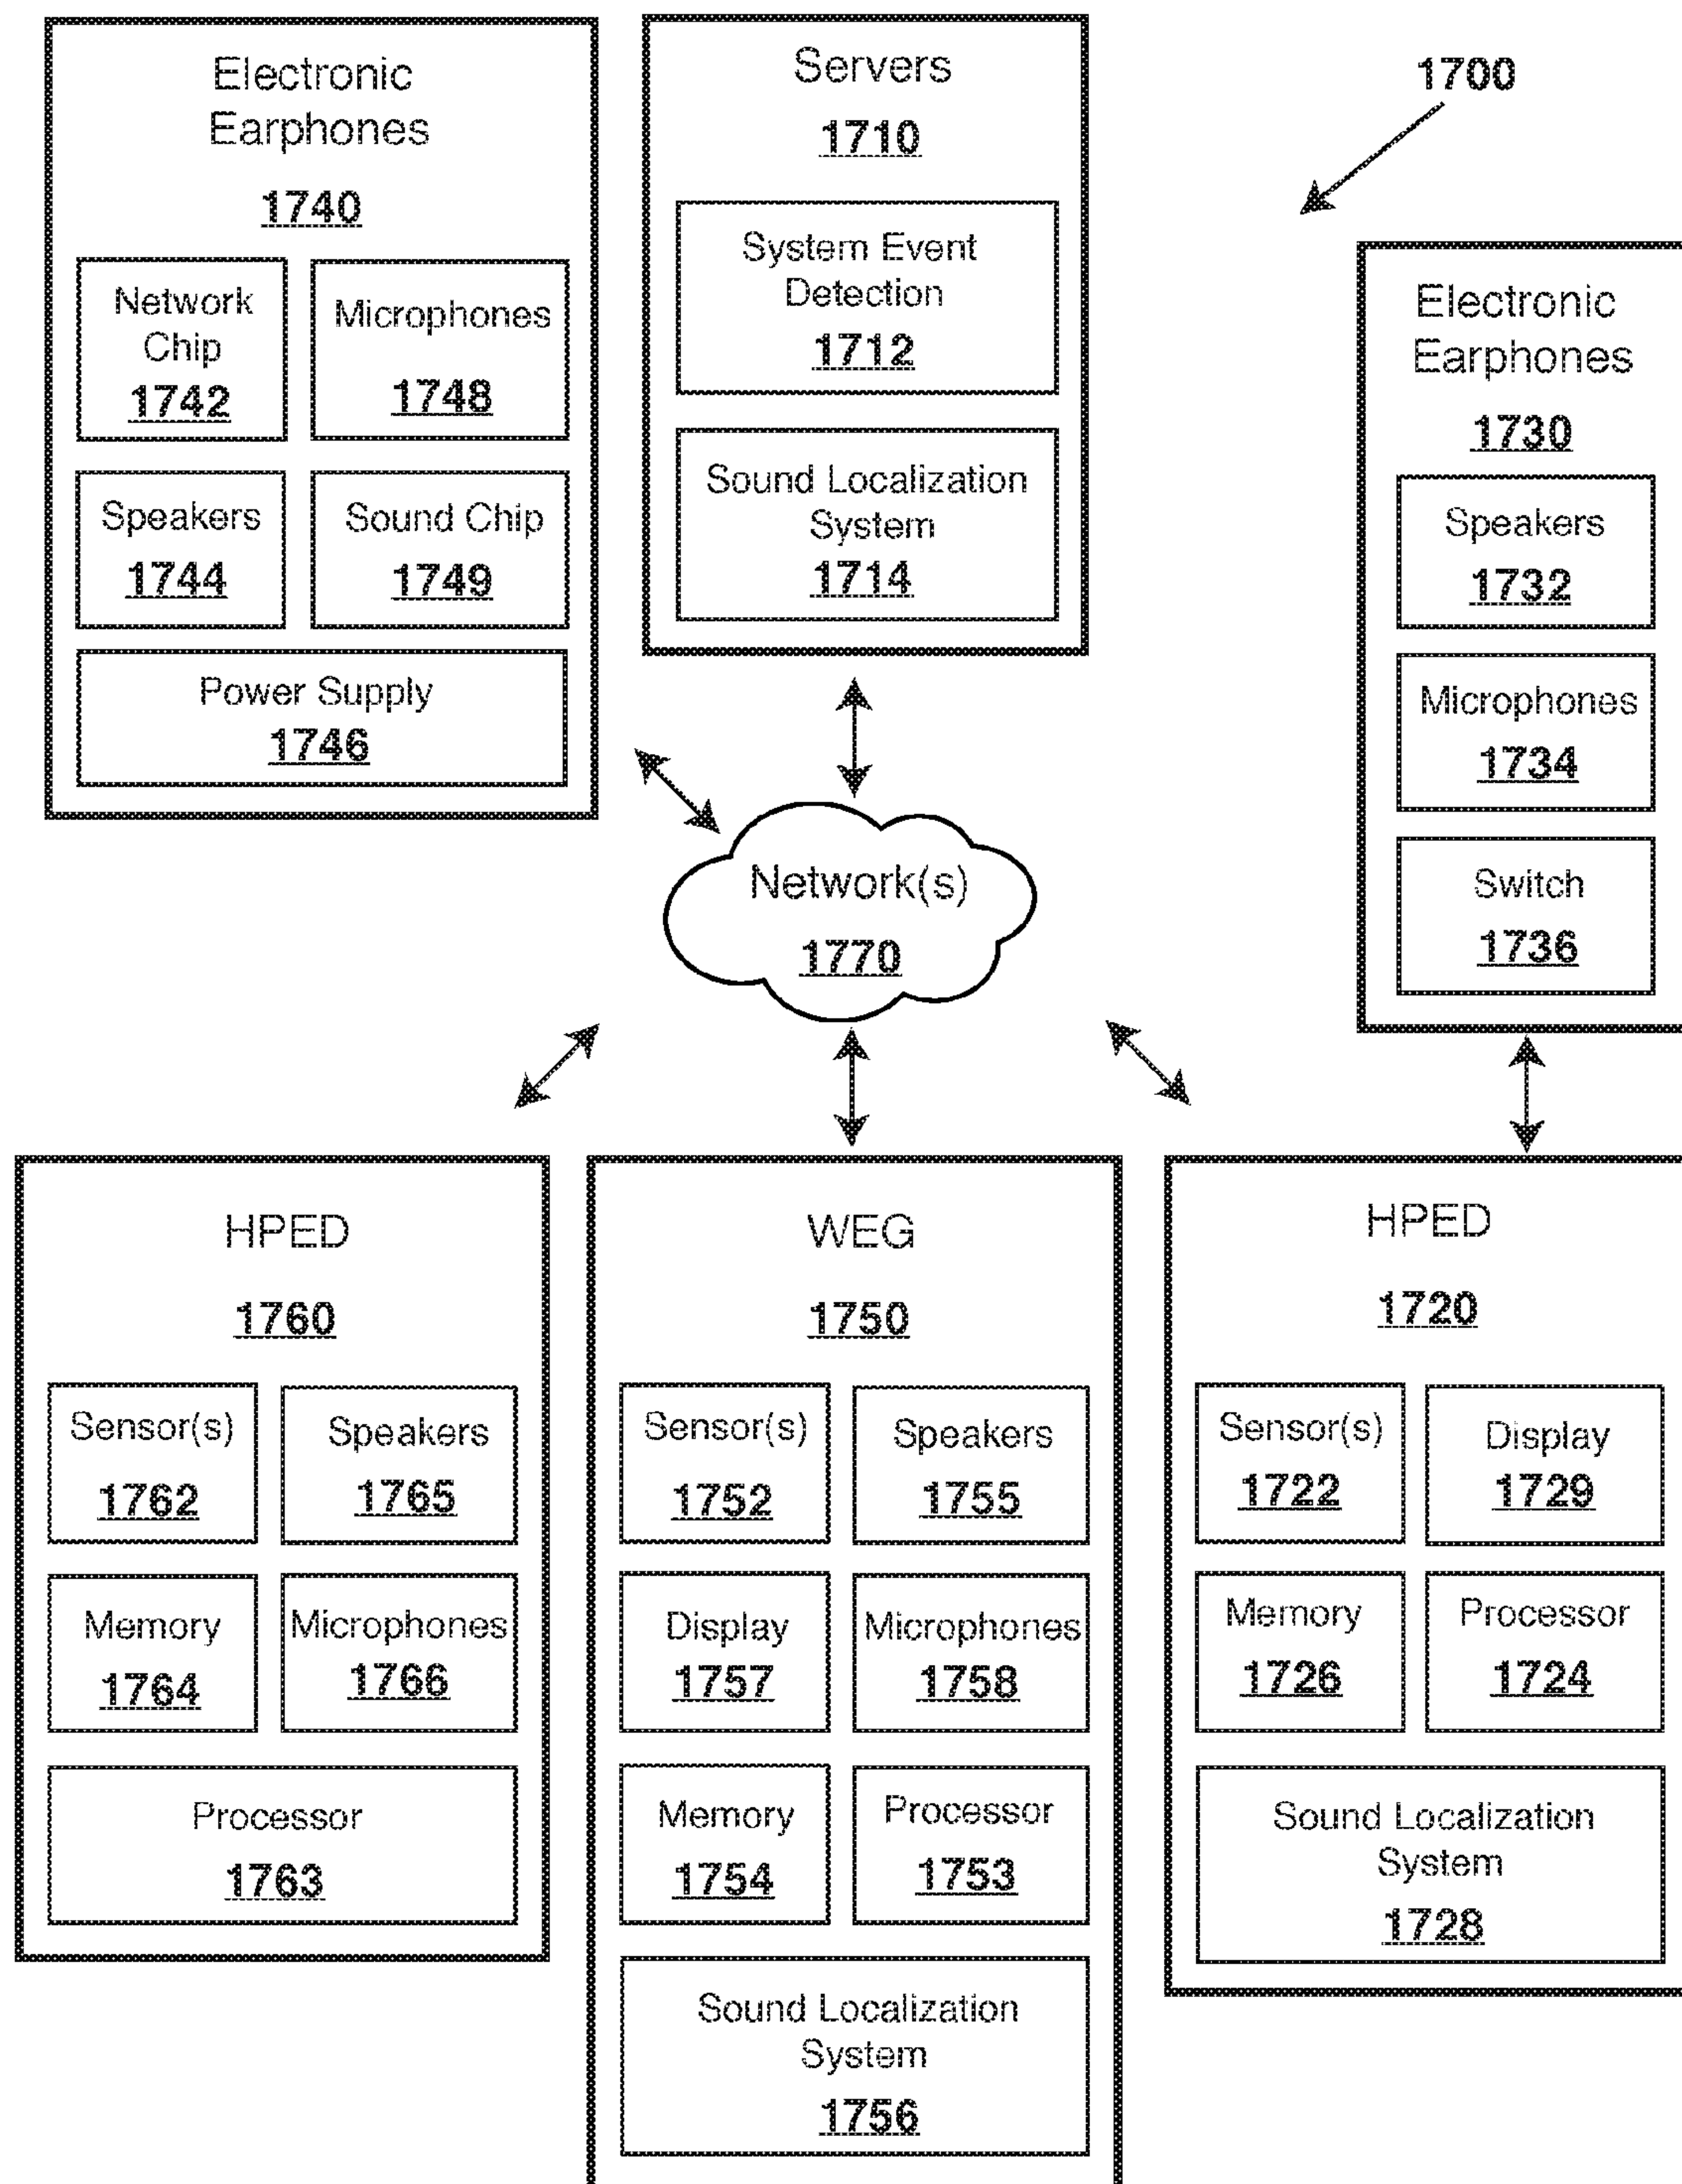 Electronic
Earphones
1740
Network
Chip
1742
Microphones
1748
Speakers
1744
Sound Chip
1749
Power Supply
1746
Servers
1710
System Event
Detection
1712
Sound Localization
System
1714
1700
Electronic
Earphones
1730
Speakers
1732
Microphones
1734
Switch
1736
Network(s)
1770
HPED
1760
Sensor(s)
1762
Speakers
1765
Memory
1764
Microphones
1766
Processor
1763
WEG
1750
Sensor(s)
1752
Speakers
1755
Display
1757
Microphones
1758
Memory
1754
Processor
1753
Sound Localization
System
1756
HPED
1720
Sensor(s)
1722
Display
1729
Memory
1726
Processor
1724
Sound Localization
System
1728